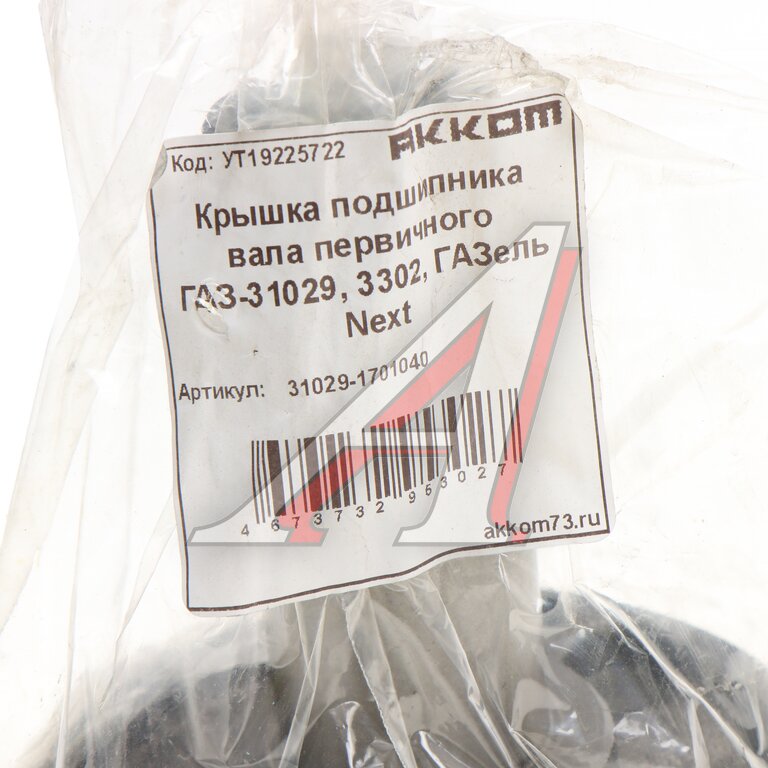 АККОМ
Код: УТ19225722
Крышка подшипника
вала первичного
ГАЗ-31029, 3302, ГАЗель
Next
Артикул: 31029-1701040
4 673732 953027
akkom73.ru